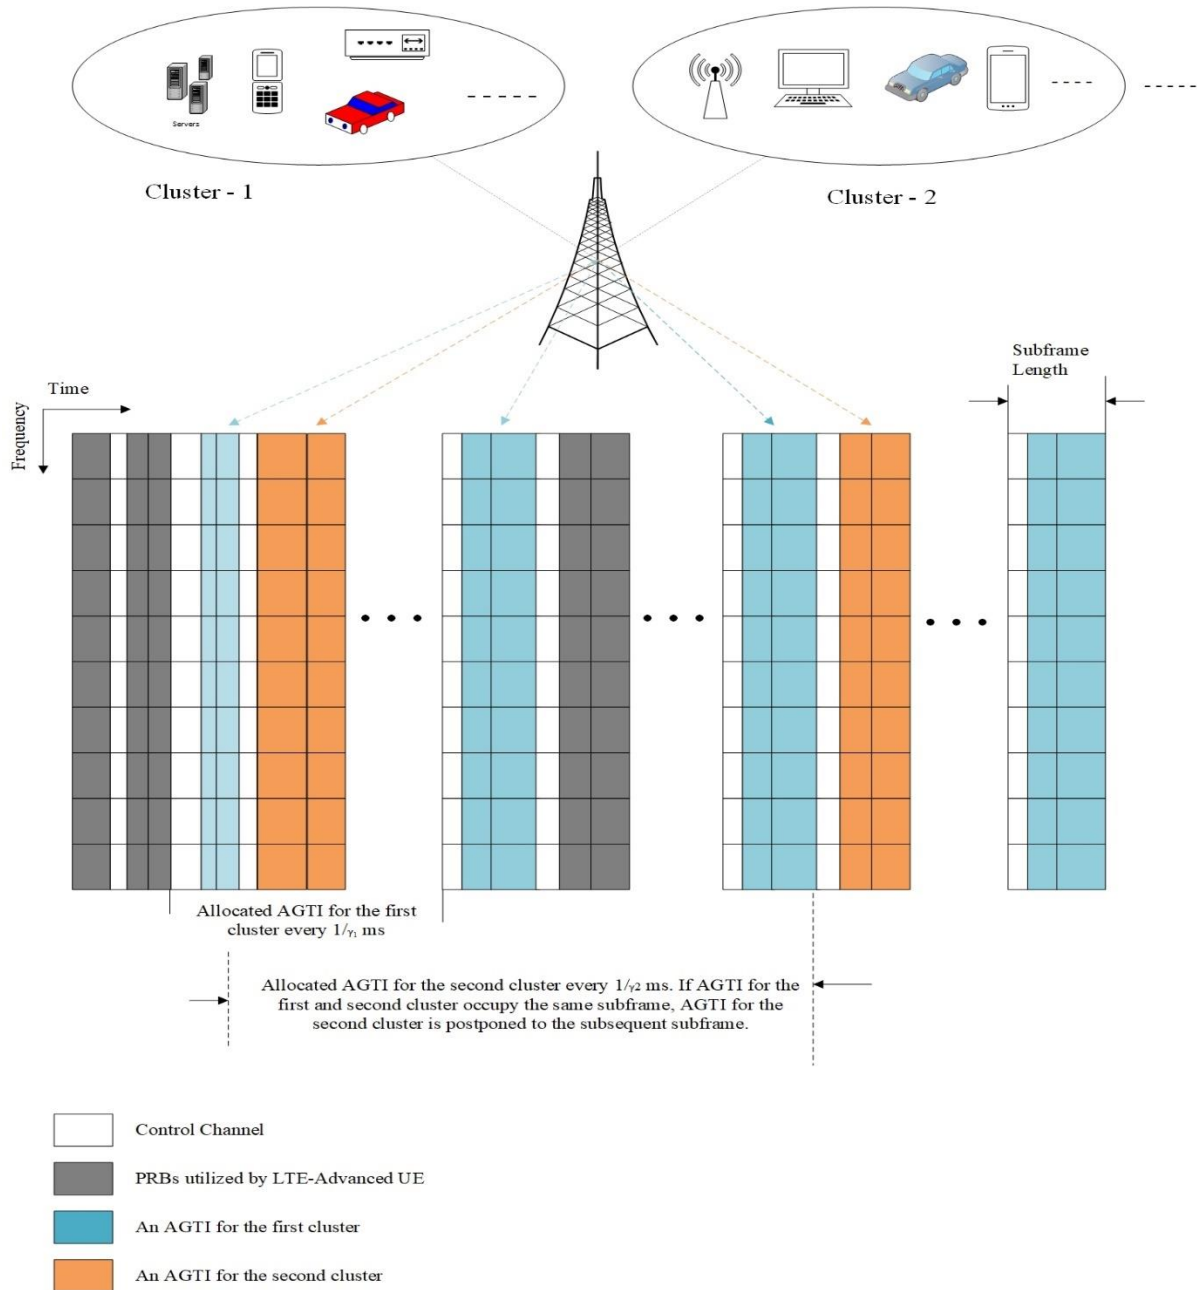 Servers
Cluster - 1
Cluster - 2
Subframe
Length
Time
Frequency
Allocated AGTI for the first
cluster every 1/γ₁ ms
Allocated AGTI for the second cluster every 1/γ2 ms. If AGTI for the
first and second cluster occupy the same subframe, AGTI for the
second cluster is postponed to the subsequent subframe.
Control Channel
PRBs utilized by LTE-Advanced UE
An AGTI for the first cluster
An AGTI for the second cluster